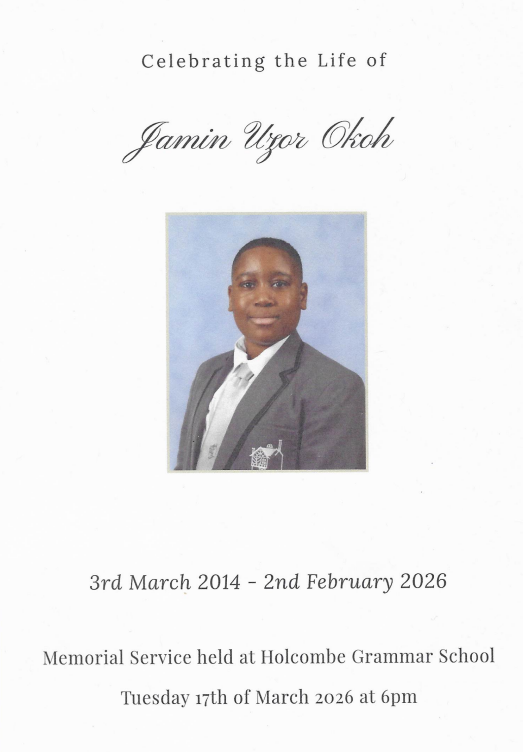 Celebrating the Life of
Jamin Uzor Okoh
3rd March 2014 - 2nd February 2026
Memorial Service held at Holcombe Grammar School
Tuesday 17th of March 2026 at 6pm